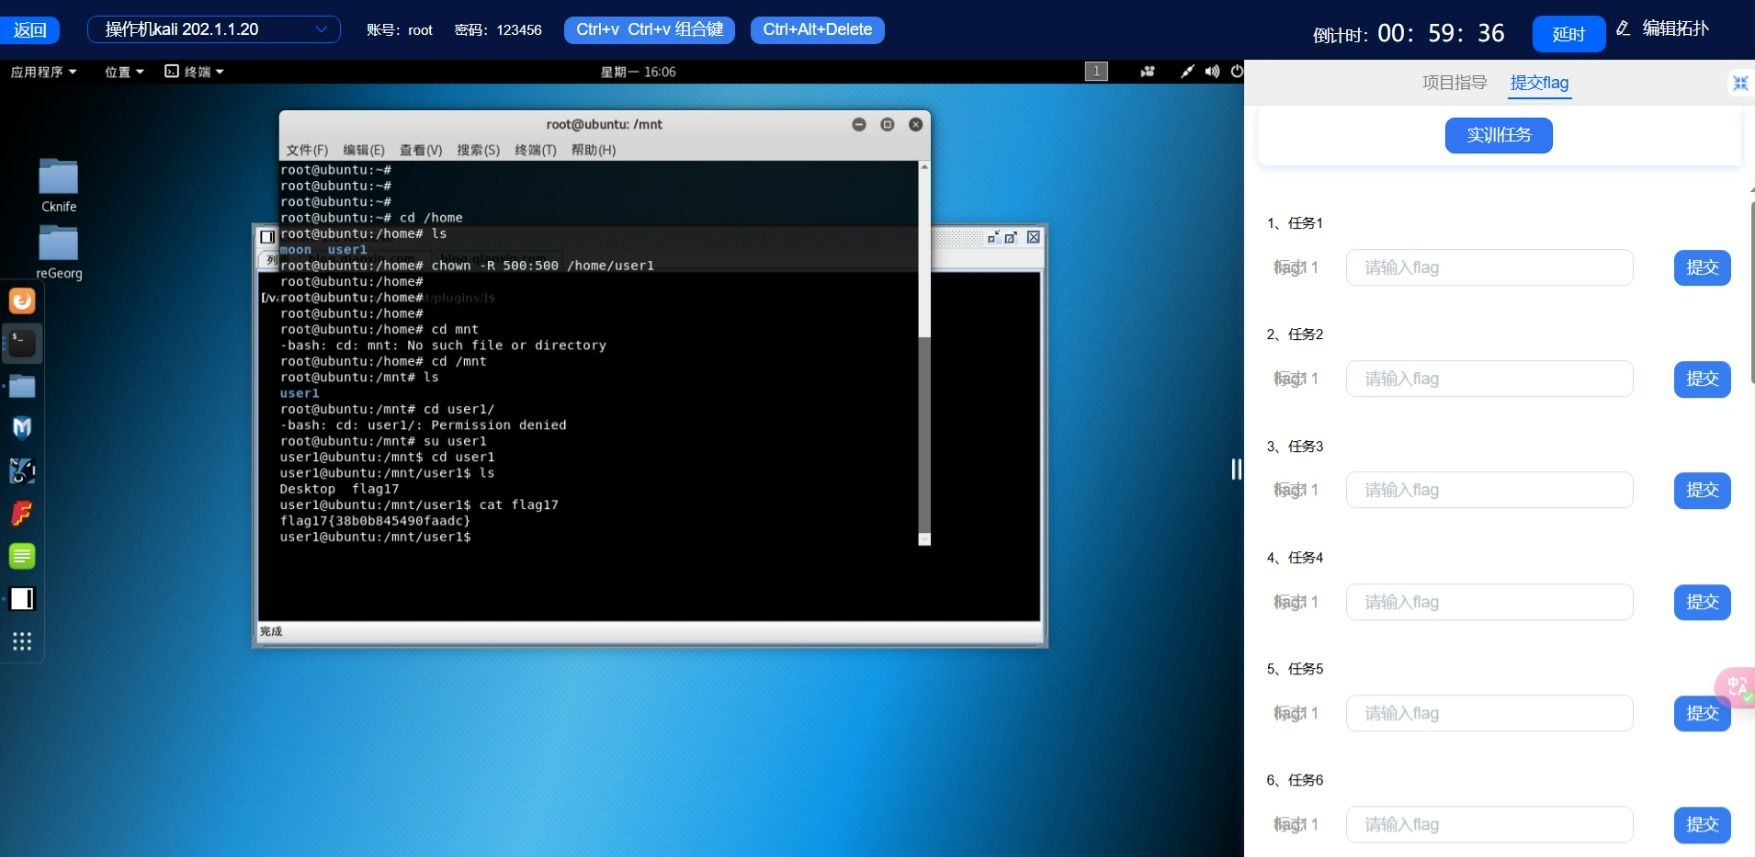 返回
操作机kali 202.1.1.20
账号：root
密码：123456
Ctrl+v Ctrl+v 组合键
Ctrl+Alt+Delete
倒计时：00：59：36
延时
编辑拓扑
应用程序
位置
终端
星期一 16:06
1
项目指导
提交flag
实训任务
Cknife
reGeorg
root@ubuntu: /mnt
文件(F) 编辑(E) 查看(V) 搜索(S) 终端(T) 帮助(H)
root@ubuntu:~#
root@ubuntu:~#
root@ubuntu:~#
root@ubuntu:~# cd /home
root@ubuntu:/home# ls
moon user1
root@ubuntu:/home# chown -R 500:500 /home/user1
root@ubuntu:/home#
root@ubuntu:/home#
root@ubuntu:/home#
root@ubuntu:/home# cd mnt
-bash: cd: mnt: No such file or directory
root@ubuntu:/home# cd /mnt
root@ubuntu:/mnt# ls
user1
root@ubuntu:/mnt# cd user1/
-bash: cd: user1/: Permission denied
root@ubuntu:/mnt# su user1
user1@ubuntu:/mnt$ cd user1
user1@ubuntu:/mnt/user1$ ls
Desktop flag17
user1@ubuntu:/mnt/user1$ cat flag17
flag17{38b0b845490faadc}
user1@ubuntu:/mnt/user1$
完成
1、任务1
请输入flag
提交
2、任务2
请输入flag
提交
3、任务3
请输入flag
提交
4、任务4
请输入flag
提交
5、任务5
请输入flag
提交
6、任务6
请输入flag
提交